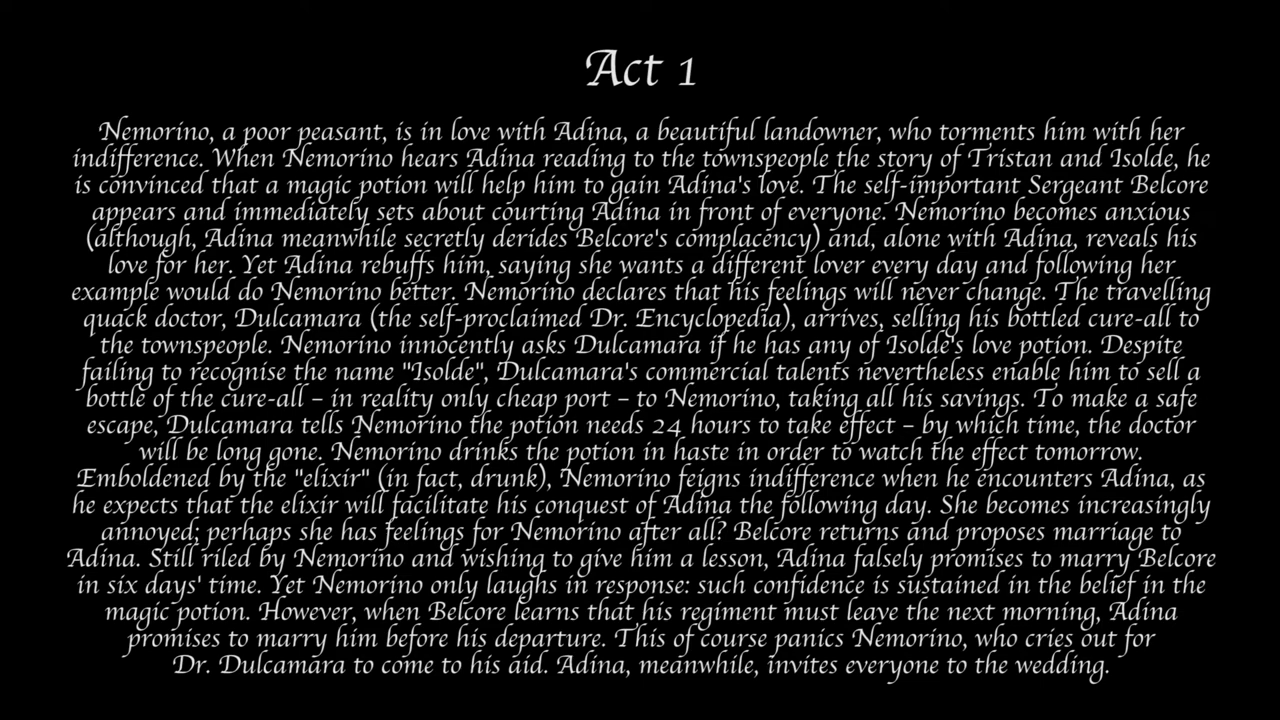 Act 1
Nemorino, a poor peasant, is in love with Adina, a beautiful landowner, who torments him with her
indifference. When Nemorino hears Adina reading to the townspeople the story of Tristan and Isolde, he
is convinced that a magic potion will help him to gain Adina's love. The self-important Sergeant Belcore
appears and immediately sets about courting Adina in front of everyone. Nemorino becomes anxious
(although, Adina meanwhile secretly derides Belcore's complacency) and, alone with Adina, reveals his
love for her. Yet Adina rebuffs him, saying she wants a different lover every day and following her
example would do Nemorino better. Nemorino declares that his feelings will never change. The travelling
quack doctor, Dulcamara (the self-proclaimed Dr. Encyclopedia), arrives, selling his bottled cure-all to
the townspeople. Nemorino innocently asks Dulcamara if he has any of Isolde's love potion. Despite
failing to recognise the name "Isolde", Dulcamara's commercial talents nevertheless enable him to sell a
bottle of the cure-all – in reality only cheap port – to Nemorino, taking all his savings. To make a safe
escape, Dulcamara tells Nemorino the potion needs 24 hours to take effect – by which time, the doctor
will be long gone. Nemorino drinks the potion in haste in order to watch the effect tomorrow.
Emboldened by the "elixir" (in fact, drunk), Nemorino feigns indifference when he encounters Adina, as
he expects that the elixir will facilitate his conquest of Adina the following day. She becomes increasingly
annoyed; perhaps she has feelings for Nemorino after all? Belcore returns and proposes marriage to
Adina. Still riled by Nemorino and wishing to give him a lesson, Adina falsely promises to marry Belcore
in six days' time. Yet Nemorino only laughs in response: such confidence is sustained in the belief in the
magic potion. However, when Belcore learns that his regiment must leave the next morning, Adina
promises to marry him before his departure. This of course panics Nemorino, who cries out for
Dr. Dulcamara to come to his aid. Adina, meanwhile, invites everyone to the wedding.